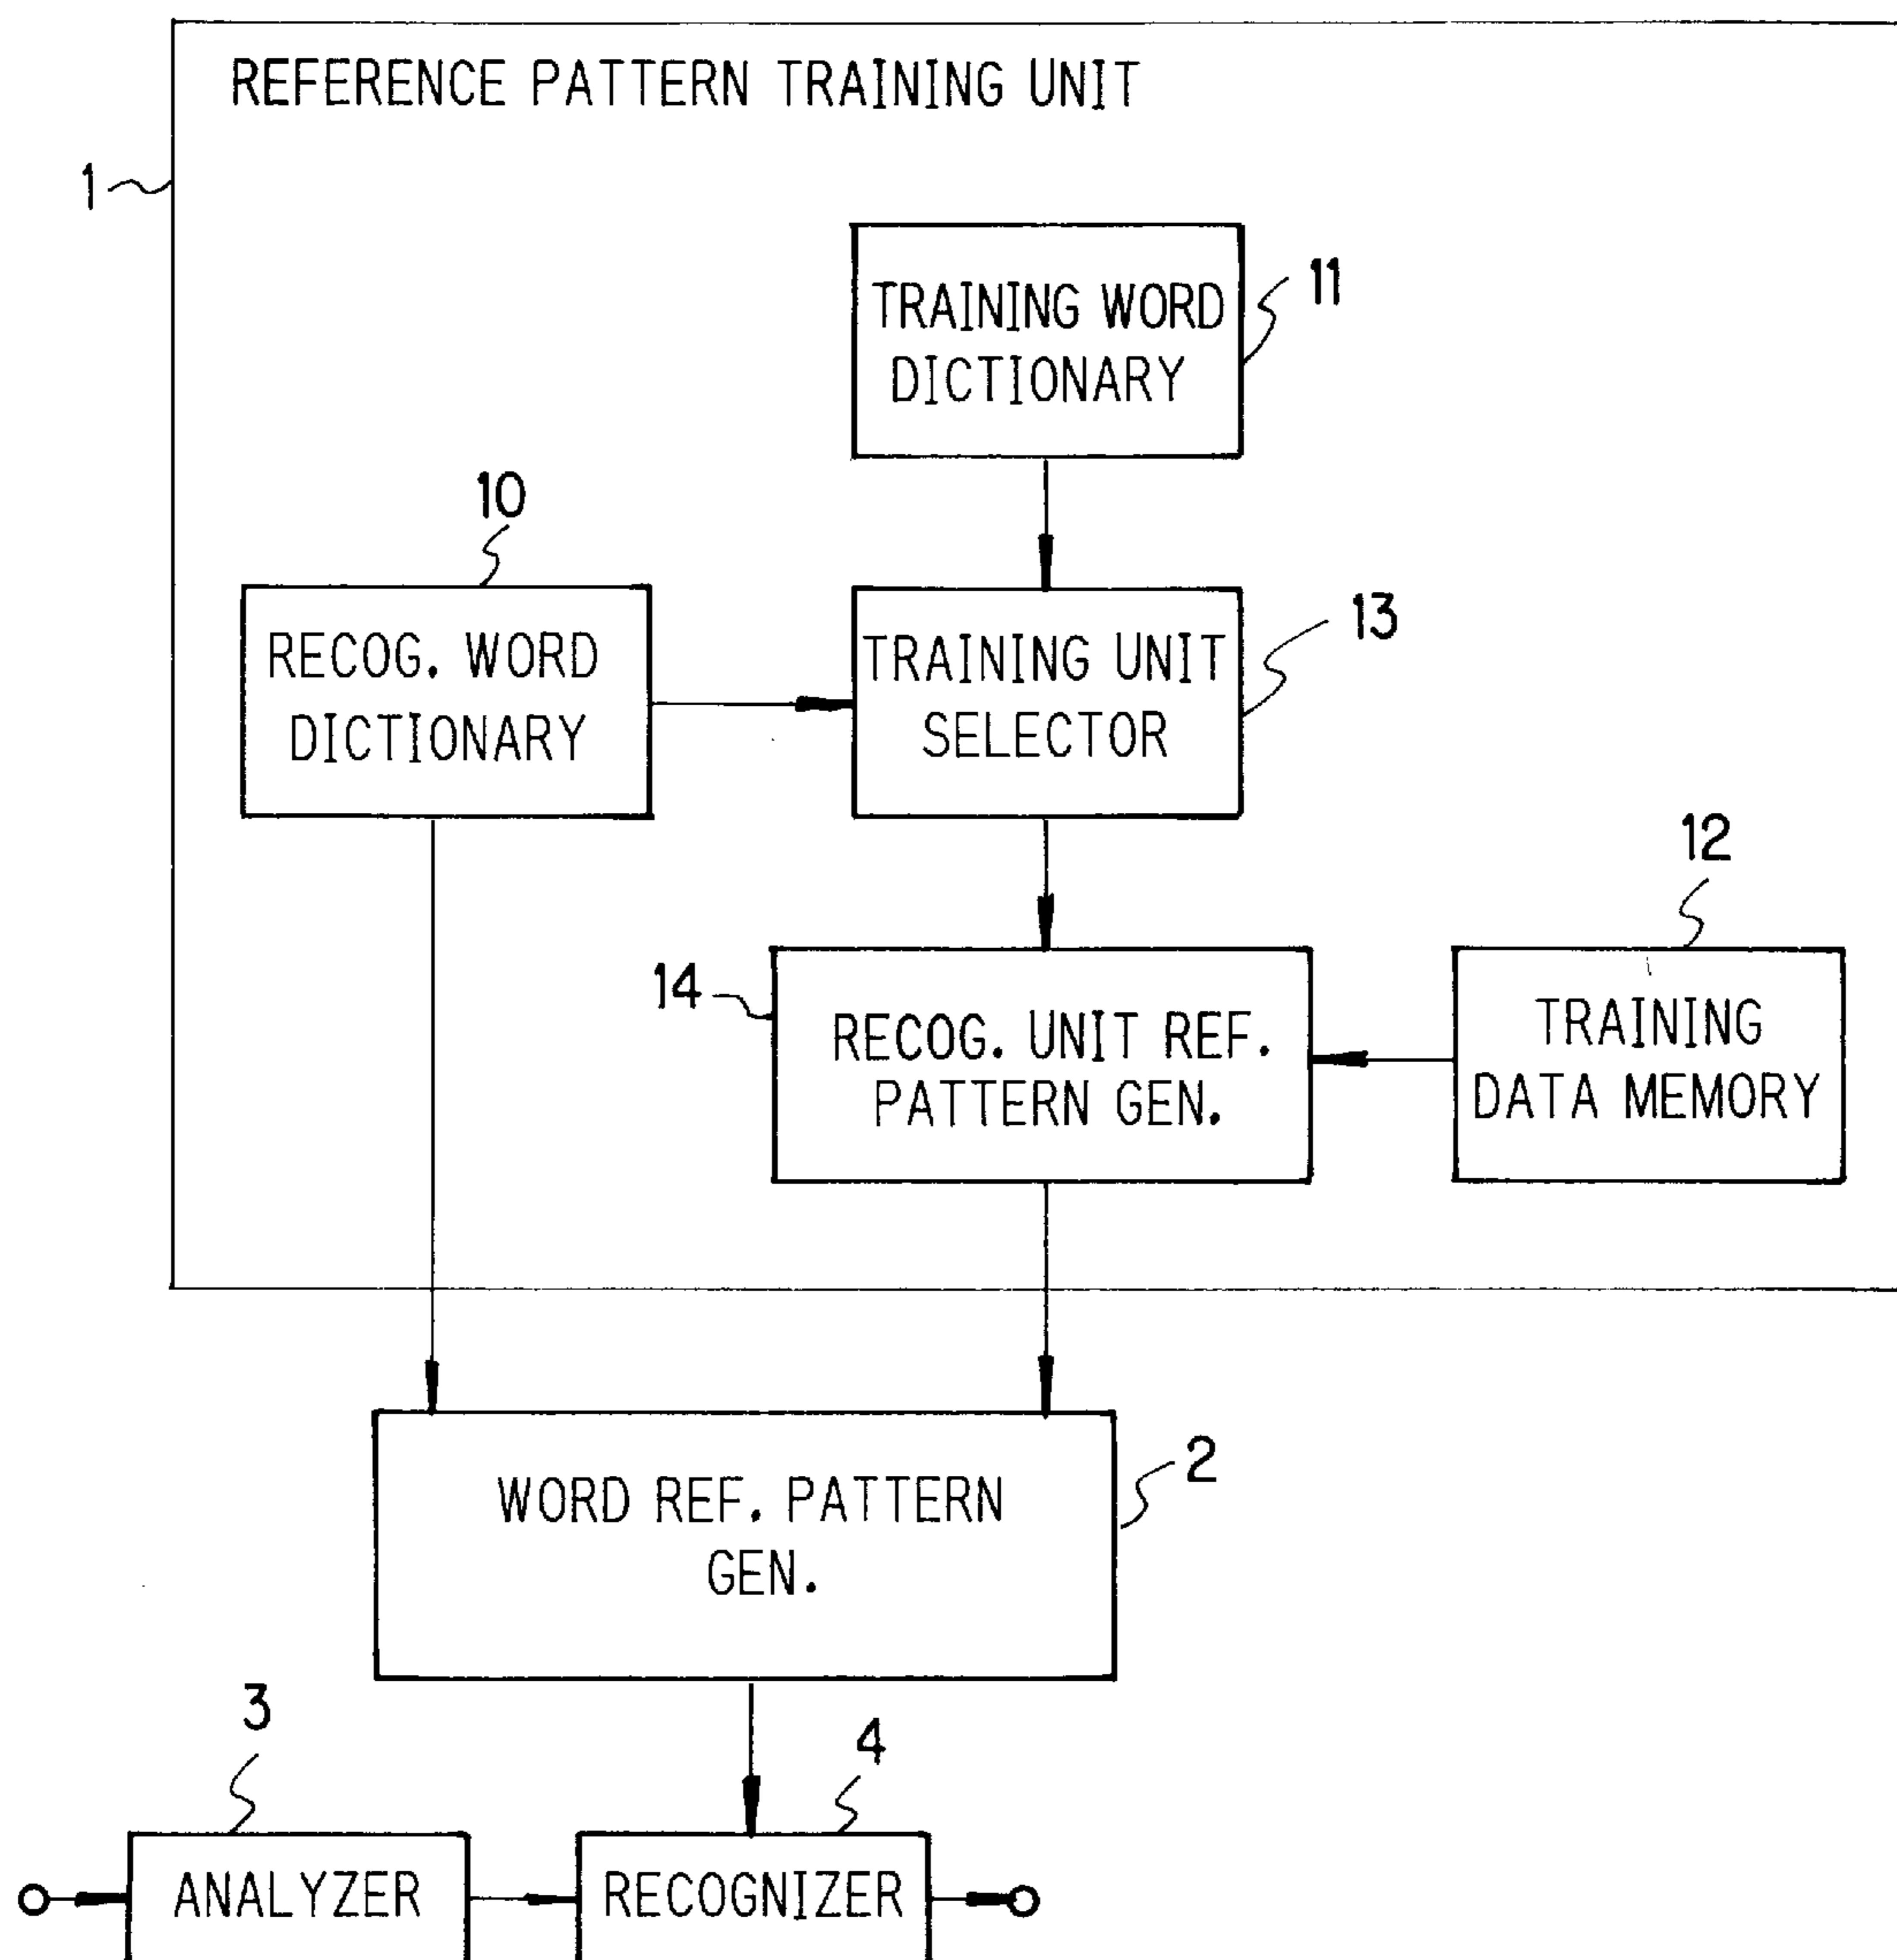 REFERENCE PATTERN TRAINING UNIT
1
TRAINING WORD
DICTIONARY
11
10
RECOG. WORD
DICTIONARY
TRAINING UNIT
SELECTOR
13
12
14
RECOG. UNIT REF.
PATTERN GEN.
TRAINING
DATA MEMORY
WORD REF. PATTERN
GEN.
2
3
4
ANALYZER
RECOGNIZER